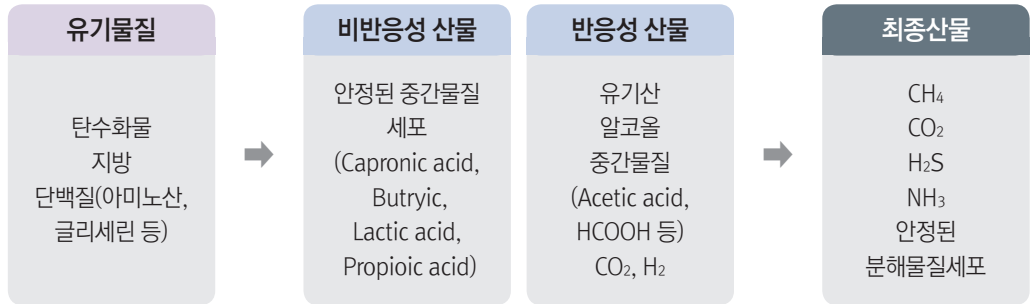 유기물질
탄수화물
지방
단백질(아미노산,
글리세린 등)
비반응성 산물
안정된 중간물질
세포
(Capronic acid,
Butryic,
Lactic acid,
Propioic acid)
반응성 산물
유기산
알코올
중간물질
(Acetic acid,
HCOOH 등)
CO₂, H₂
최종산물
CH₄
CO₂
H₂S
NH₃
안정된
분해물질세포